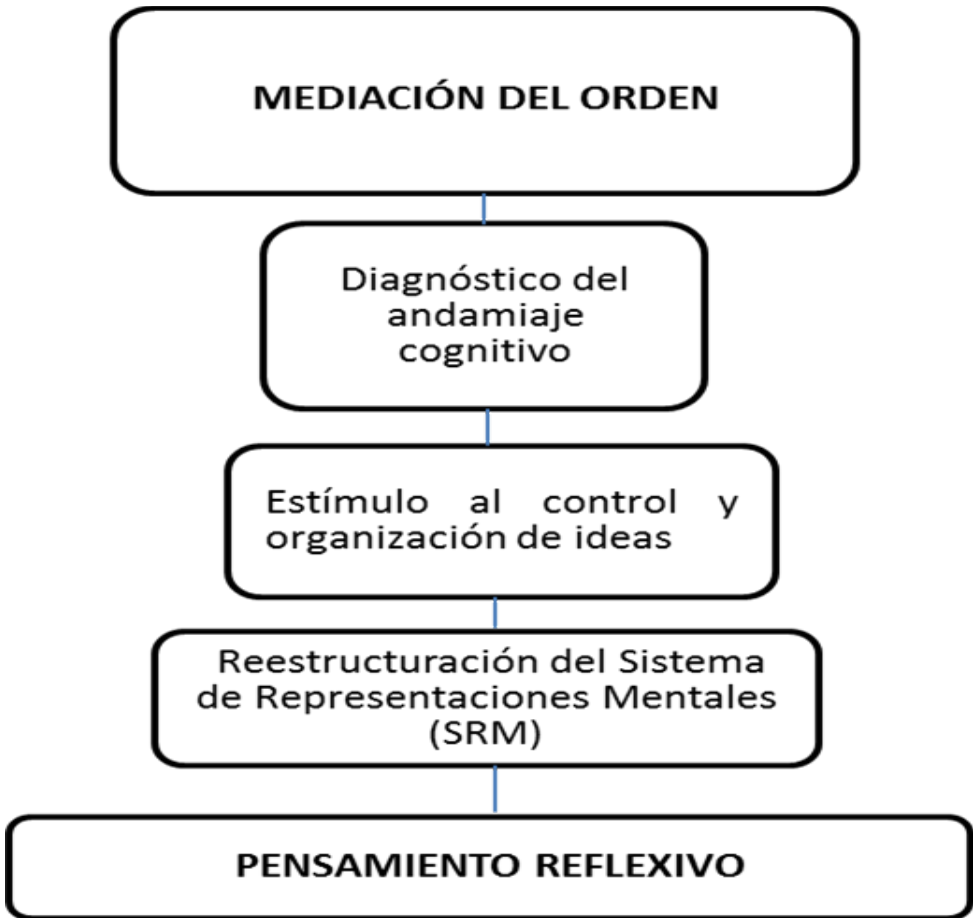 MEDIACIÓN DEL ORDEN
Diagnóstico del
andamiaje
cognitivo
Estímulo al control y
organización de ideas
Reestructuración del Sistema
de Representaciones Mentales
(SRM)
PENSAMIENTO REFLEXIVO